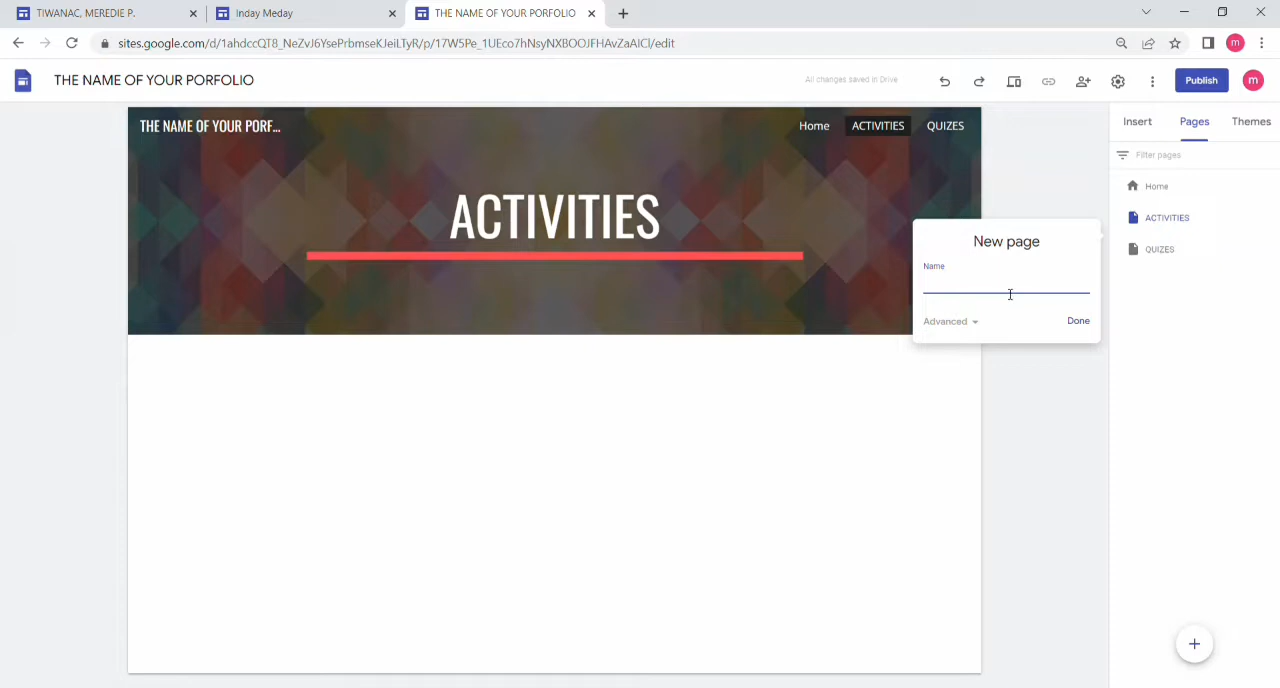 TIWANAC, MEREDIE P.
Inday Meday
THE NAME OF YOUR PORFOLIO
sites.google.com/d/1ahdccQT8_NeZvJ6YsePrbmseKJeiLTyR/p/17W5Pe_1UEco7hNsyNXBOOJFHAvZaAICl/edit
m
THE NAME OF YOUR PORFOLIO
All changes saved in Drive
Publish
m
THE NAME OF YOUR PORF...
Home
ACTIVITIES
QUIZES
ACTIVITIES
Insert
Pages
Themes
Filter pages
Home
ACTIVITIES
QUIZES
New page
Name
Advanced
Done